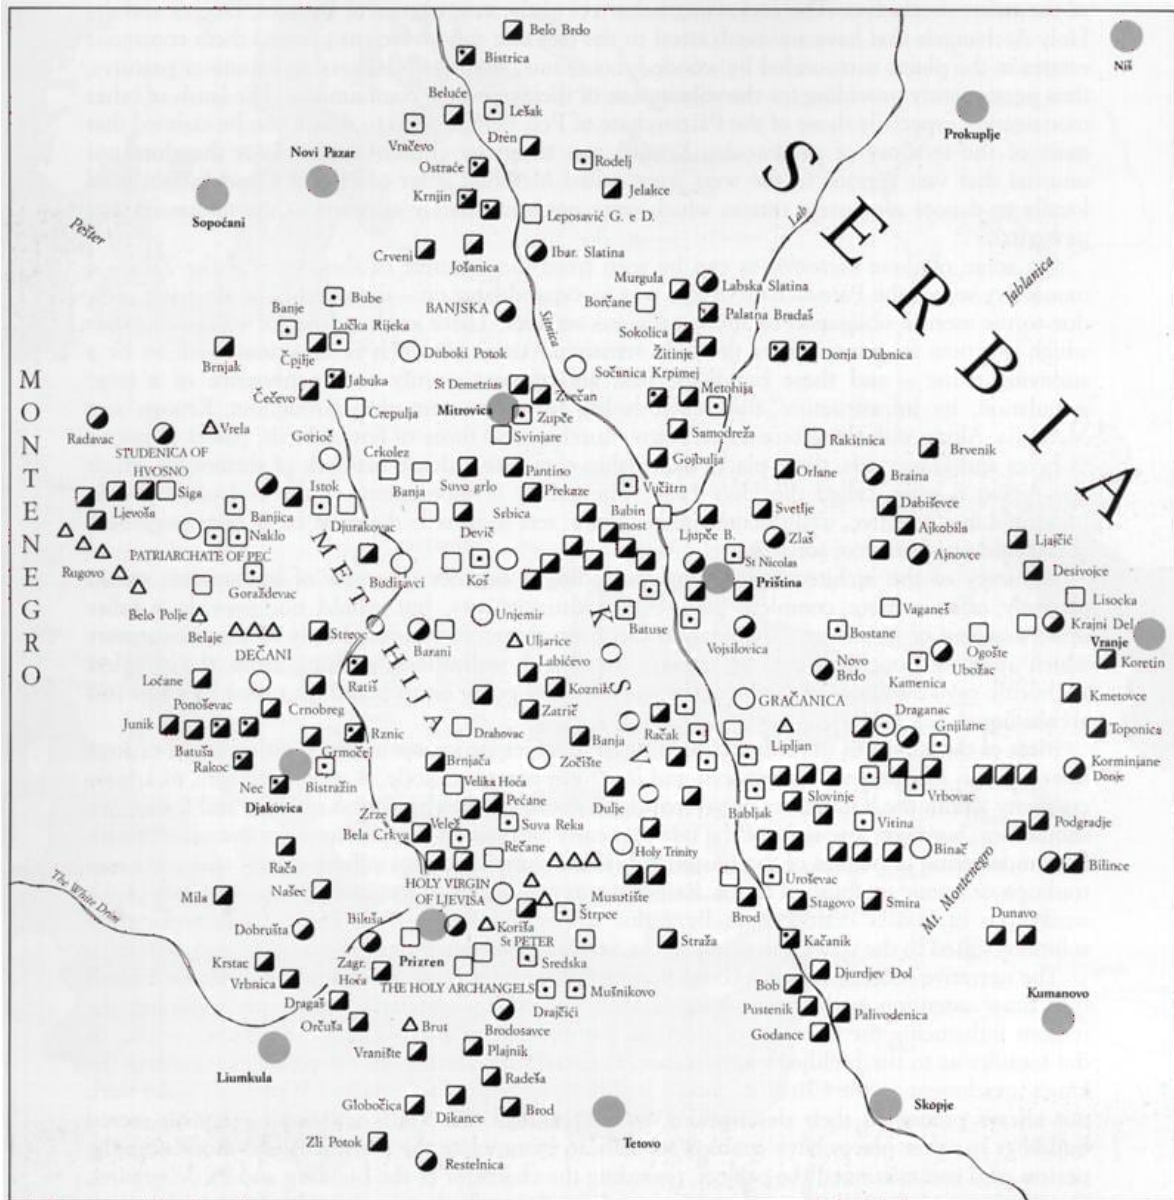 Belo Brdo
Bistrica
Niš
Beluće
Lešak
Vračevo
Dren
Prokuplje
Novi Pazar
Rodelj
Ostraće
Jelakce
Krnjin
Leposavić G. e D.
Sopoćani
Pešter
Lab
SERBIA
Crveni
Jošanica
Ibar. Slatina
Jablanica
Murgula
Labska Slatina
Bube
Borčane
Banje
BANJSKA
Sitnica
Palatna Bradaš
Lučka Rijeka
Sokolica
Brnjak
Duboki Potok
Žitinje
Donja Dubnica
MONTENEGRO
Jabuka
St Demetrius
Sočanica Krpimej
Čečevo
Zvečan
Metohija
Crepulja
Mitrovica
Zupče
Radavac
Vrela
Svinjare
Samodreža
Rakitnica
STUDENICA OF
HVOSNO
Gorioč
Crkolez
Gojbulja
Brvenik
Suvo grlo
Pantino
Orlane
Braina
Siga
Istok
Banja
Prekaze
Vučitrn
Ljevoša
Banjica
Srbica
Babin
most
Svetlje
Dabiševce
Djurakovac
Devič
Ajkobila
Naklo
Ljupče B.
Zlaš
Ljajčić
PATRIARCHATE OF PEĆ
METOHIJA
St Nicolas
Ajnovce
Rugovo
Budisavci
Koš
Priština
Desivojce
Goraždevac
KOSOVO
Lisocka
Belo Polje
Unjemir
Vaganeš
Batuse
Krajni Del
Belaje
Streoc
Barani
Uljarice
Bostane
Vranje
DEČANI
Vojsilovica
Ogošte
Koretin
Labićevo
Novo
Brdo
Kamenica
Ubožac
Ločane
Ratiš
Koznik
Kmetovce
Ponoševac
Crnobreg
Zatrić
GRAČANICA
Draganac
Junik
Rznic
Drahovac
Banja
Račak
Gnjilane
Toponica
Batuša
Grmočel
Lipljan
Rakoc
Brnjača
Zočište
Korminjane
Donje
Nec
Bistražin
Velika Hoča
Djakovica
Pećane
Dulje
Slovinje
Vrbovac
Zrze
Velež
Suva Reka
Babljak
Vitina
Podgradje
Bela Crkva
Rača
Rečane
Holy Trinity
Binač
Bilince
The White Drim
HOLY VIRGIN
OF LJEVIŠA
Mt. Montenegro
Našec
Mila
Mušutište
Uroševac
Štrpce
Brod
Stagovo
Smira
Biluša
Dobrušta
Koriša
Dunavo
St PETER
Straža
Kačanik
Krstac
Zagr.
Hoča
Prizren
Sredska
Vrbnica
THE HOLY ARCHANGELS
Mušnikovo
Djurdjev Dol
Bob
Dragaš
Drajčići
Pustenik
Palivodenica
Kumanovo
Orčuša
Brut
Brodosavce
Godance
Vranište
Plajnik
Liumkula
Radeša
Globočica
Dikance
Brod
Skopje
Zli Potok
Tetovo
Restelnica